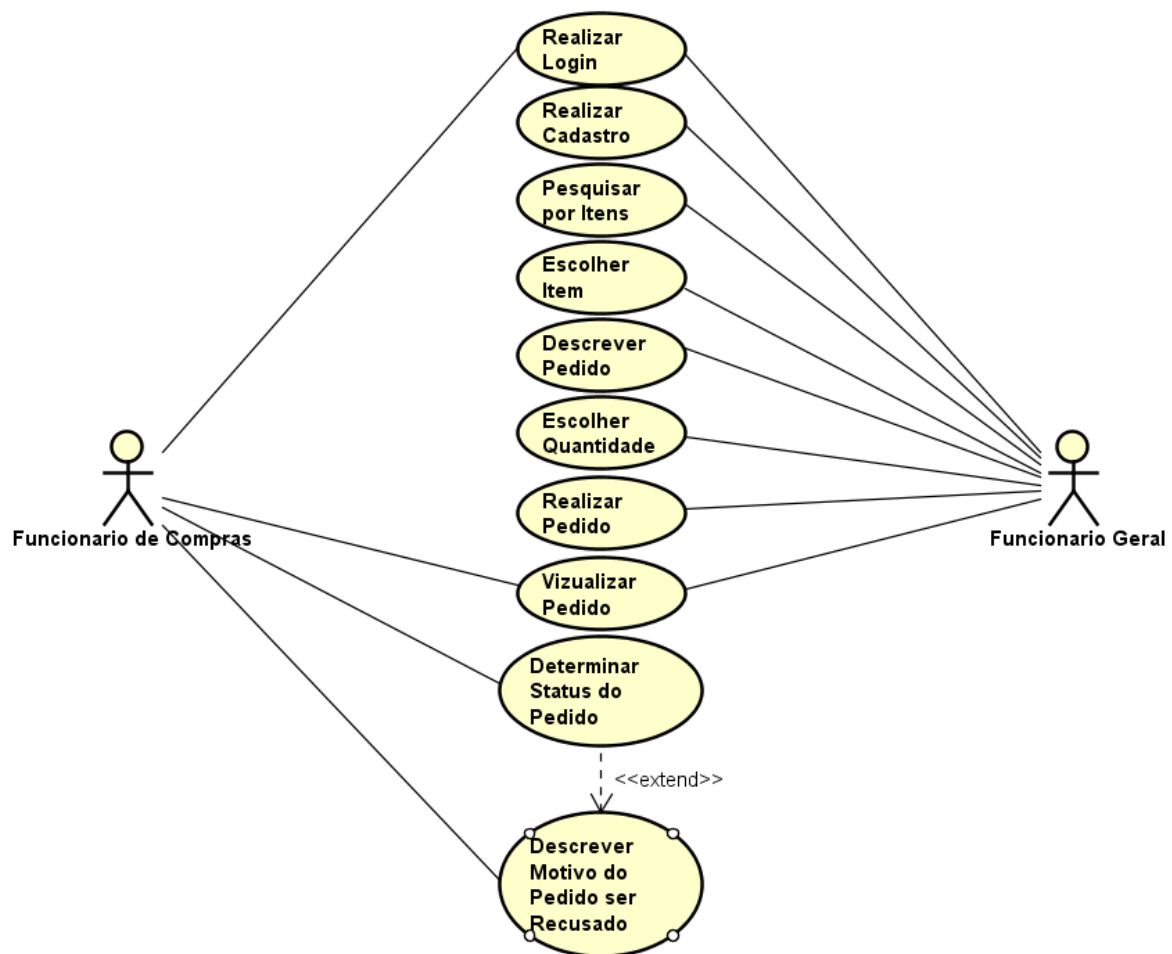 Realizar
Login
Realizar
Cadastro
Pesquisar
por Itens
Escolher
Item
Descrever
Pedido
Escolher
Quantidade
Realizar
Pedido
Funcionario de Compras
Funcionario Geral
Vizualizar
Pedido
Determinar
Status do
Pedido
<<extend>>
Descrever
Motivo do
Pedido ser
Recusado